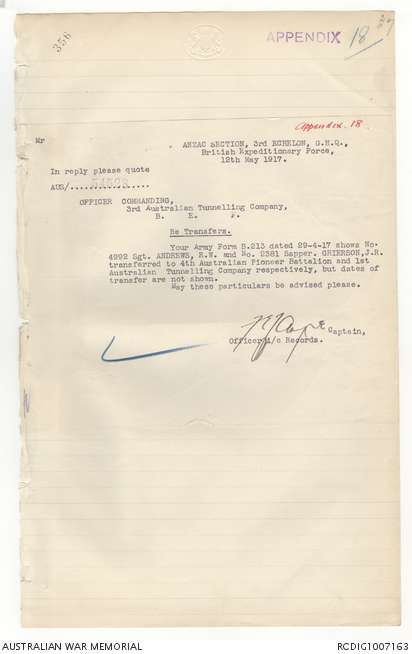 356
APPENDIX 18
Appendix. 18
Mr
ANZAC SECTION, 3rd ECHELON, G.H.Q.,
British Expeditionary Force,
12th May 1917.
In reply please quote
AUS/
OFFICER COMMANDING,
3rd Australian Tunnelling Company,
B. E. F.
Re Transfers.
Your Army Form B.213 dated 29-4-17 shows No.
4992 Sgt. ANDREWS, R.W. and No. 2381 Sapper. GRIERSON,J.R.
transferred to 4th Australian Pioneer Battalion and 1st
Australian Tunnelling Company respectively, but dates of
transfer are not shown.
May these particulars be advised please.
Captain,
Officer i/c Records.
AUSTRALIAN WAR MEMORIAL
RCDIG1007163